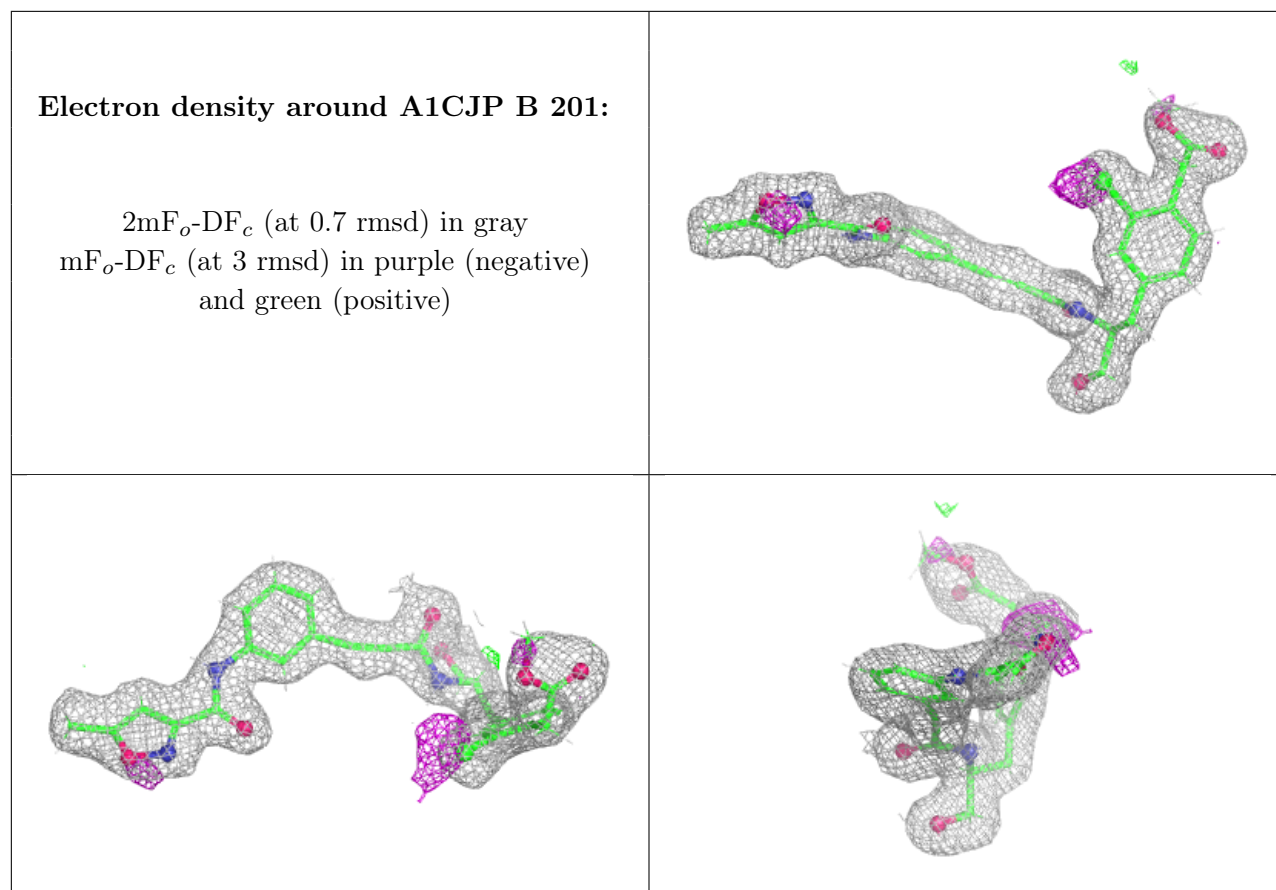 Electron density around A1CJP B 201:
2mFo-DFc (at 0.7 rmsd) in gray
mFo-DFc (at 3 rmsd) in purple (negative)
and green (positive)